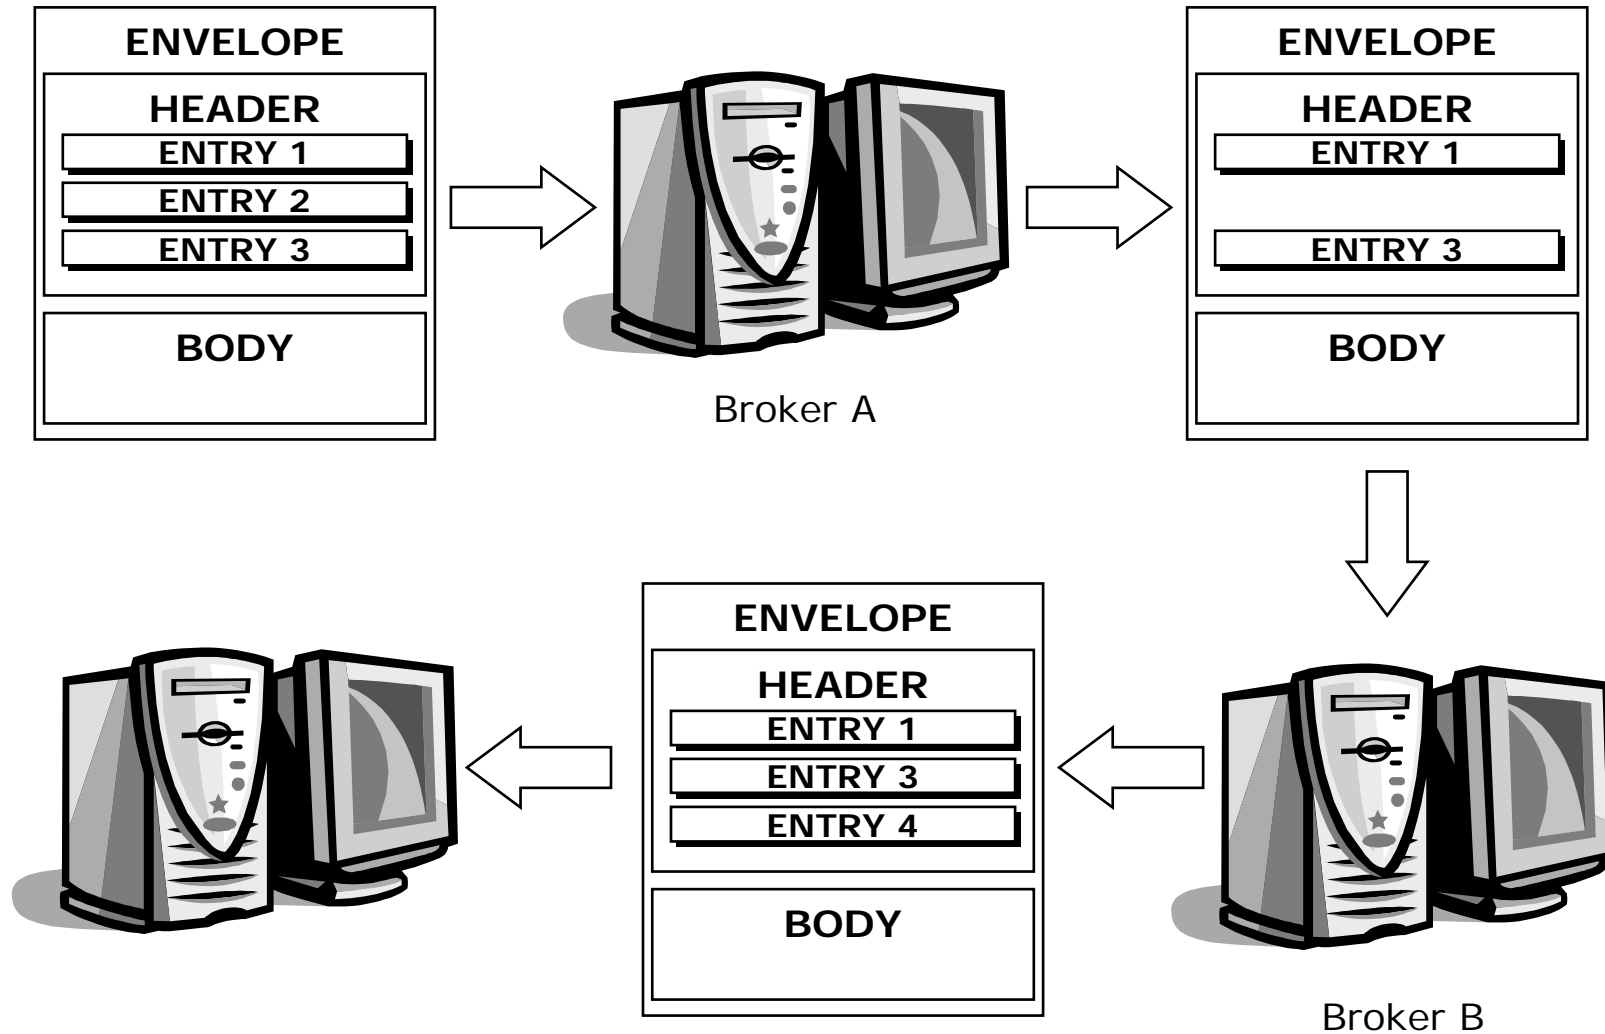 ENVELOPE
HEADER
ENTRY 1
ENTRY 2
ENTRY 3
BODY
Broker A
ENVELOPE
HEADER
ENTRY 1
ENTRY 3
BODY
ENVELOPE
HEADER
ENTRY 1
ENTRY 3
ENTRY 4
BODY
Broker B